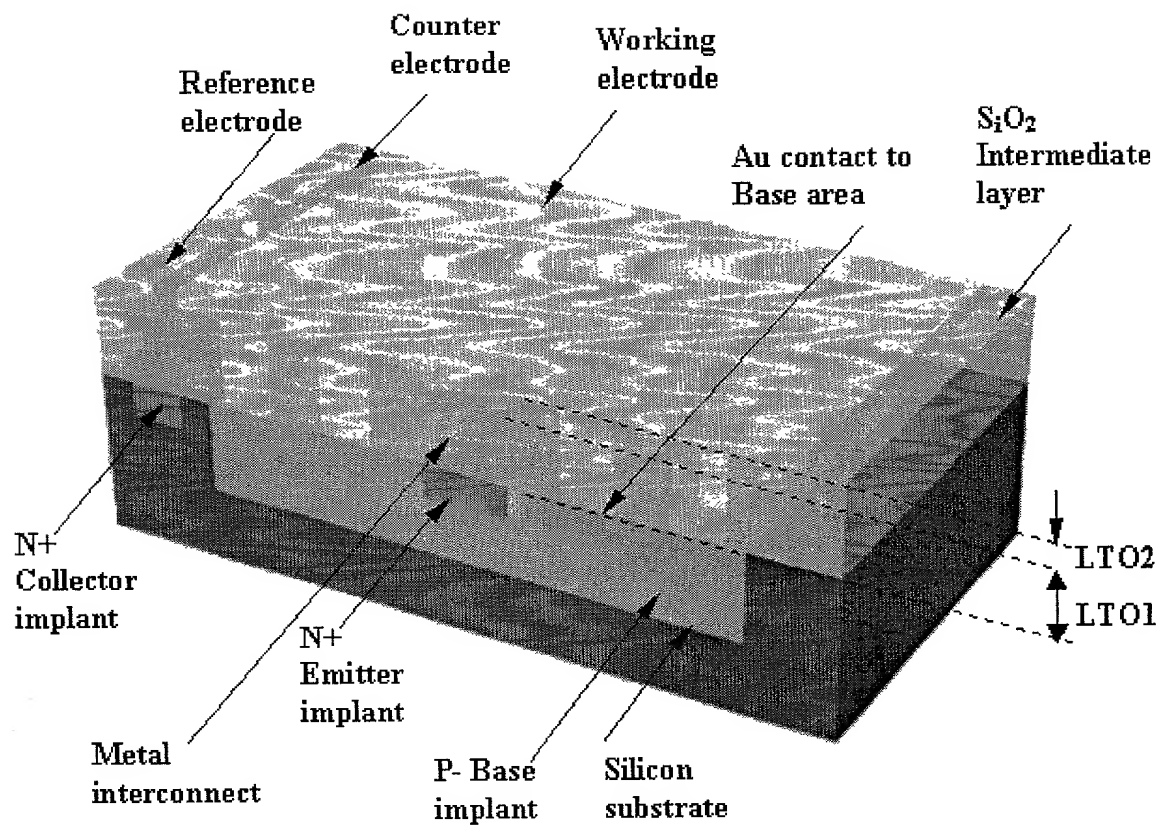 Counter
electrode
Working
electrode
Reference
electrode
SiO2
Intermediate
layer
Au contact to
Base area
N+
Collector
implant
N+
Emitter
implant
Metal
interconnect
P- Base
implant
Silicon
substrate
LTO2
LTO1